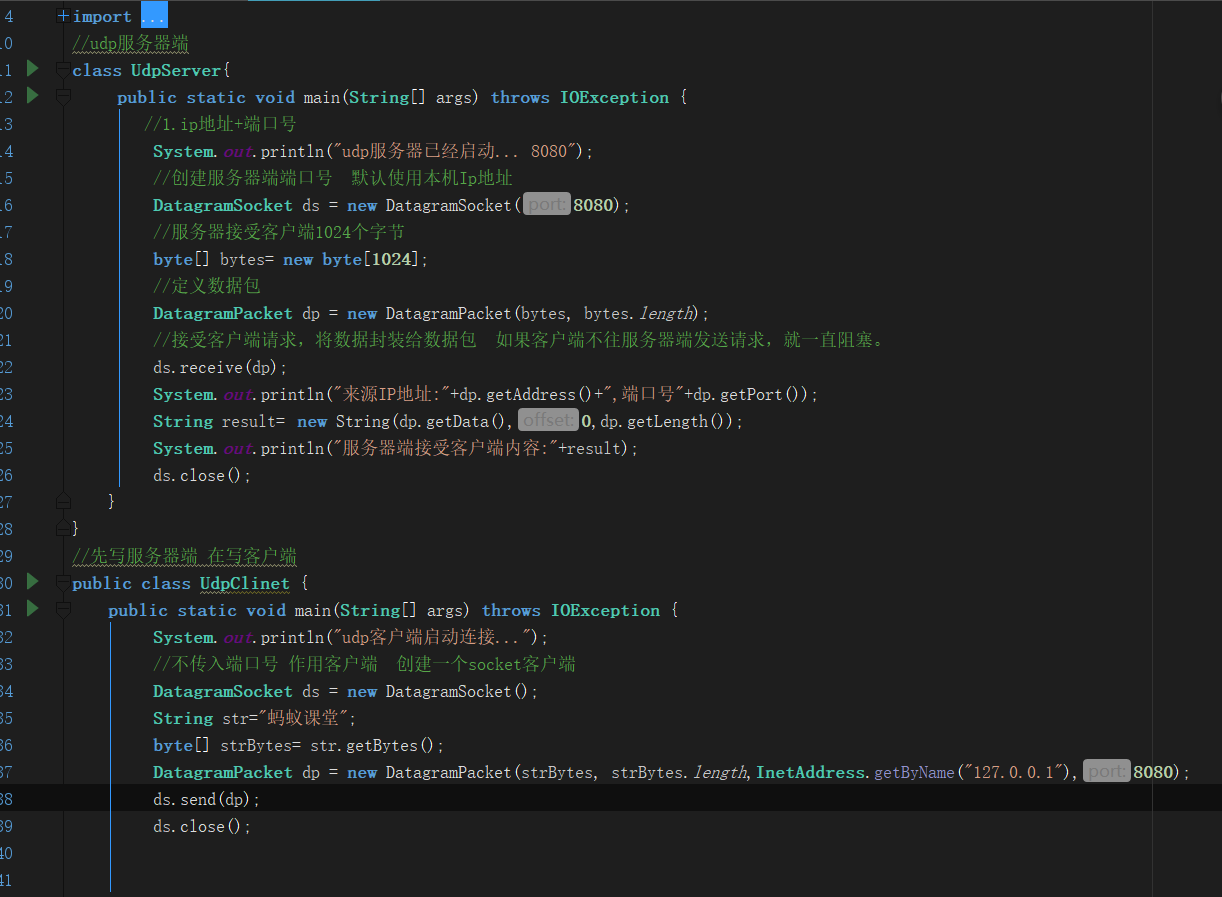 4 import ...
0 //udp服务器端
1 class UdpServer{
2 public static void main(String[] args) throws IOException {
3 //1.ip地址+端口号
4 System.out.println("udp服务器已经启动... 8080");
5 //创建服务器端端口号 默认使用本机Ip地址
6 DatagramSocket ds = new DatagramSocket( port: 8080);
7 //服务器接受客户端1024个字节
8 byte[] bytes= new byte[1024];
9 //定义数据包
20 DatagramPacket dp = new DatagramPacket(bytes, bytes.length);
21 //接受客户端请求，将数据封装给数据包 如果客户端不往服务器端发送请求，就一直阻塞。
22 ds.receive(dp);
23 System.out.println("来源IP地址:"+dp.getAddress()+",端口号"+dp.getPort());
24 String result= new String(dp.getData(), offset: 0,dp.getLength());
25 System.out.println("服务器端接受客户端内容:"+result);
26 ds.close();
27 }
28 }
29 //先写服务器端 在写客户端
30 public class UdpClinet {
31 public static void main(String[] args) throws IOException {
32 System.out.println("udp客户端启动连接...");
33 //不传入端口号 作用客户端 创建一个socket客户端
34 DatagramSocket ds = new DatagramSocket();
35 String str="蚂蚁课堂";
36 byte[] strBytes= str.getBytes();
37 DatagramPacket dp = new DatagramPacket(strBytes, strBytes.length,InetAddress.getByName("127.0.0.1"), port: 8080);
38 ds.send(dp);
39 ds.close();
40
41